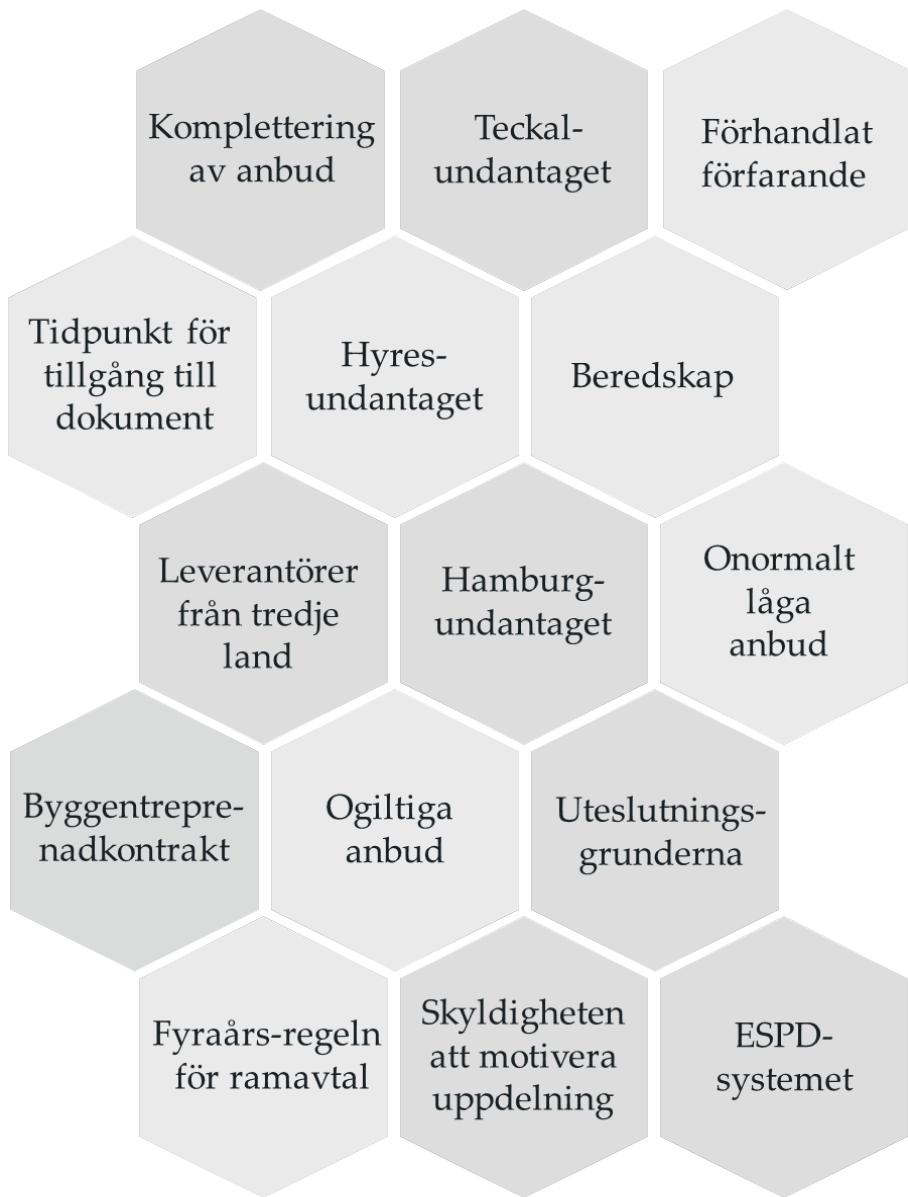 Komplettering
av anbud
Teckal-
undantaget
Förhandlat
förfarande
Tidpunkt för
tillgång till
dokument
Hyres-
undantaget
Beredskap
Leverantörer
från tredje
land
Hamburg-
undantaget
Onormalt
låga
anbud
Byggentrepre-
nadkontrakt
Ogiltiga
anbud
Uteslutnings-
grunderna
Fyraårs-regeln
för ramavtal
Skyldigheten
att motivera
uppdelning
ESPD-
systemet